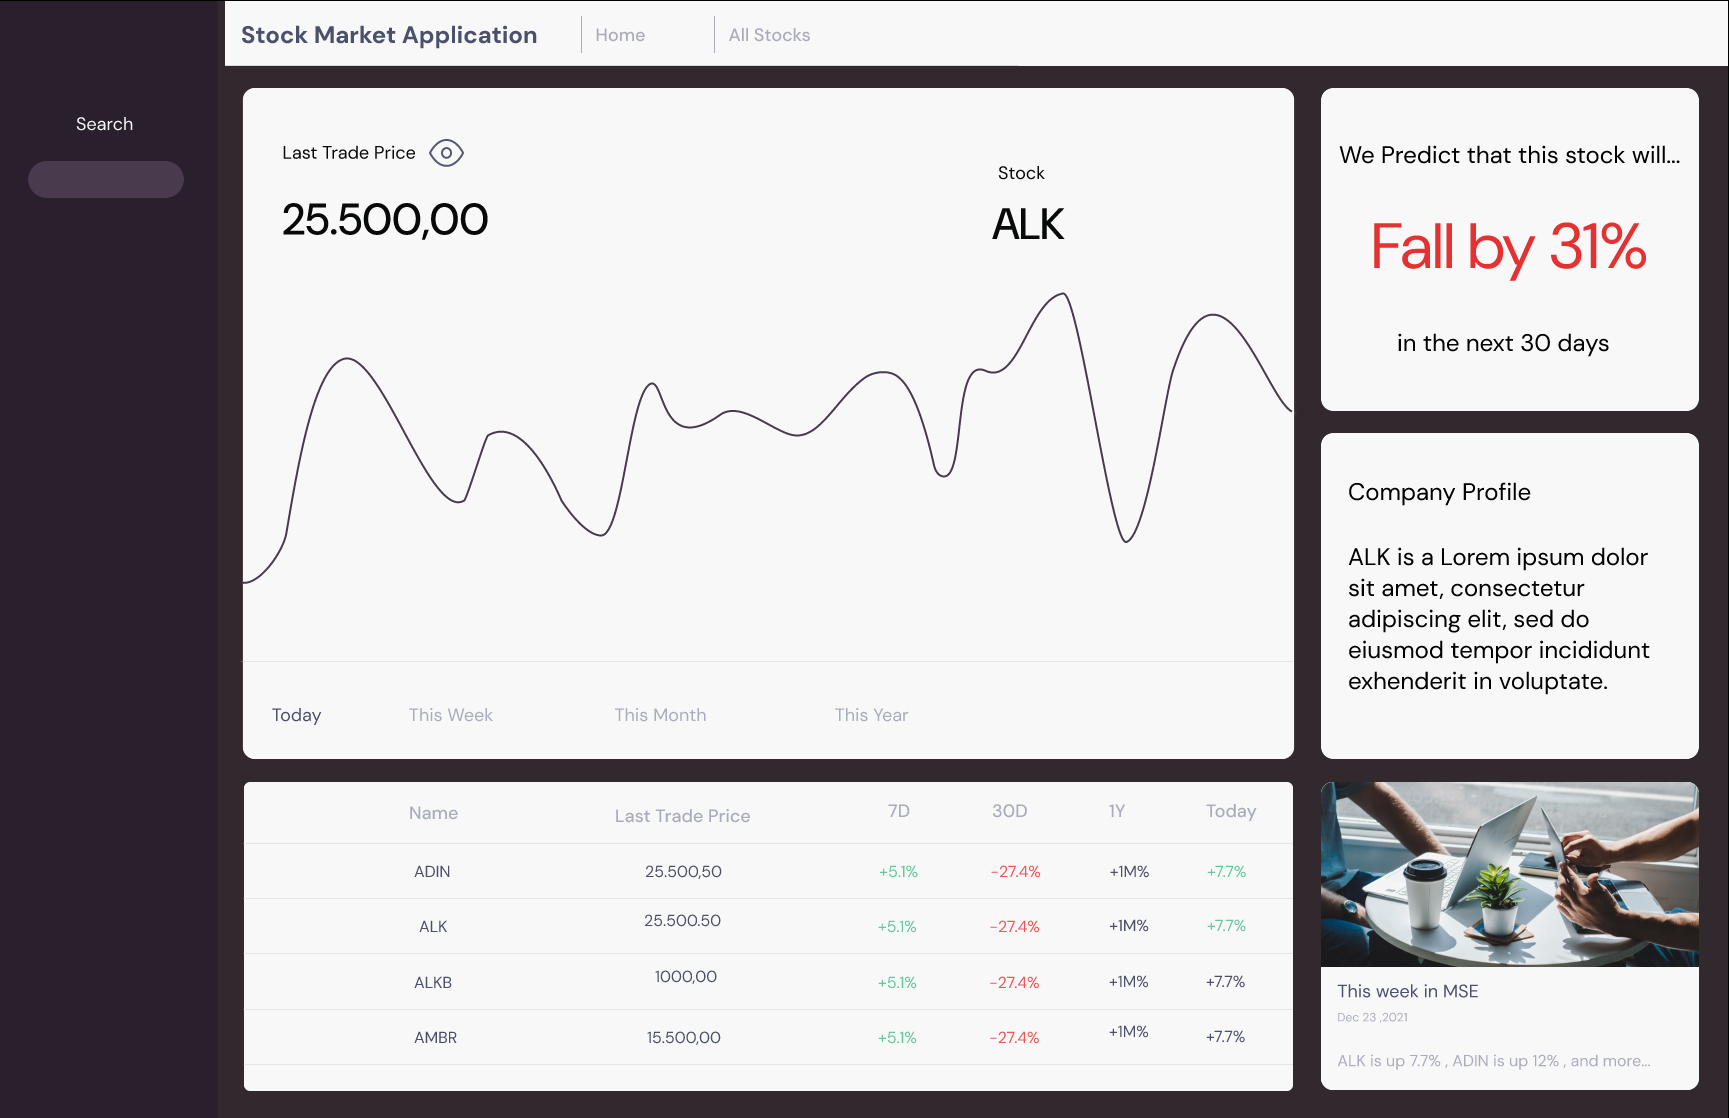 Stock Market Application
Home
All Stocks
Search
Last Trade Price
25.500,00
Stock
ALK
Today
This Week
This Month
This Year
We Predict that this stock will...
Fall by 31%
in the next 30 days
Company Profile
ALK is a Lorem ipsum dolor
sit amet, consectetur
adipiscing elit, sed do
eiusmod tempor incididunt
exhenderit in voluptate.
Name Last Trade Price 7D 30D 1Y Today
ADIN 25.500,50 +5.1% -27.4% +1M% +7.7%
ALK 25.500.50 +5.1% -27.4% +1M% +7.7%
ALKB 1000,00 +5.1% -27.4% +1M% +7.7%
AMBR 15.500,00 +5.1% -27.4% +1M% +7.7%
This week in MSE
Dec 23 ,2021
ALK is up 7.7% , ADIN is up 12% , and more...